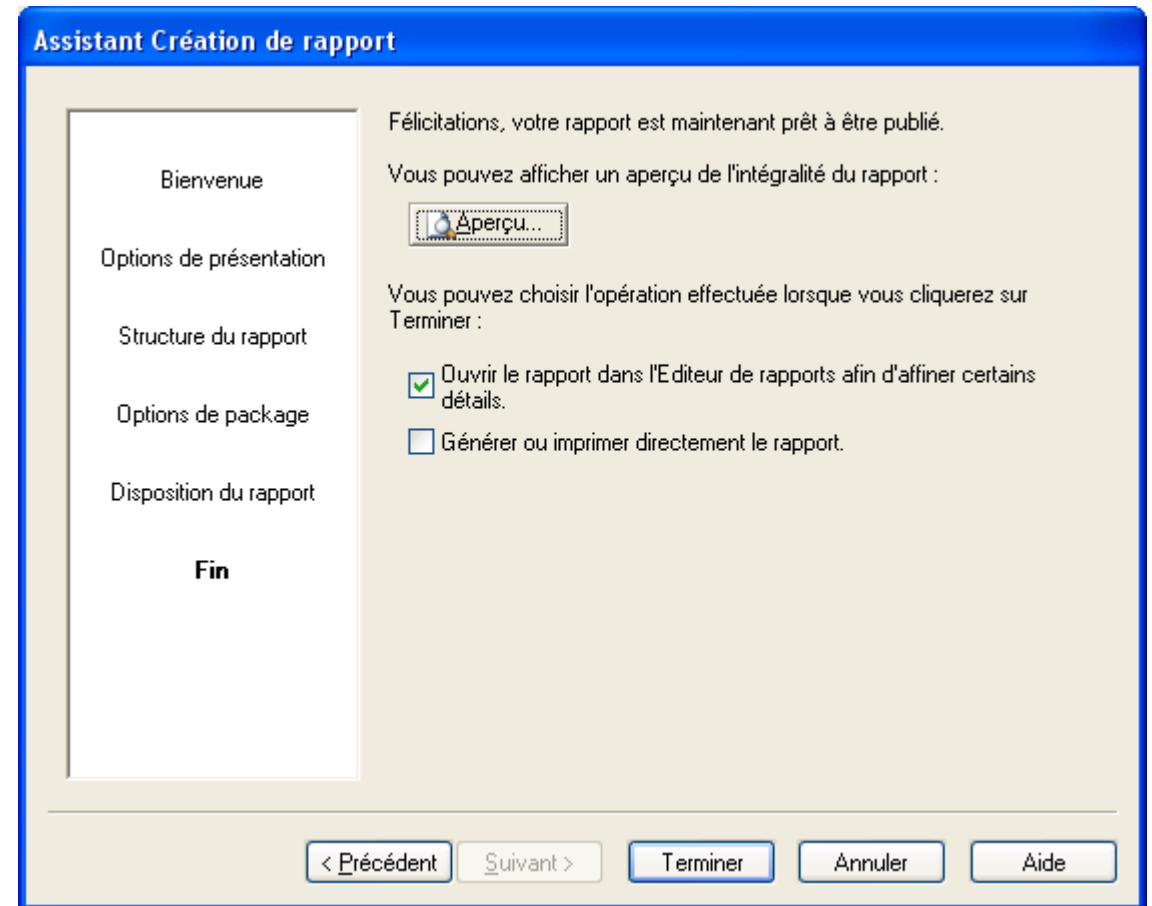 Assistant Création de rapport
Bienvenue
Options de présentation
Structure du rapport
Options de package
Disposition du rapport
Fin
Félicitations, votre rapport est maintenant prêt à être publié.
Vous pouvez afficher un aperçu de l'intégralité du rapport :
Aperçu...
Vous pouvez choisir l'opération effectuée lorsque vous cliquerez sur
Terminer :
Ouvrir le rapport dans l'Editeur de rapports afin d'affiner certains
détails.
Générer ou imprimer directement le rapport.
< Précédent
Suivant >
Terminer
Annuler
Aide